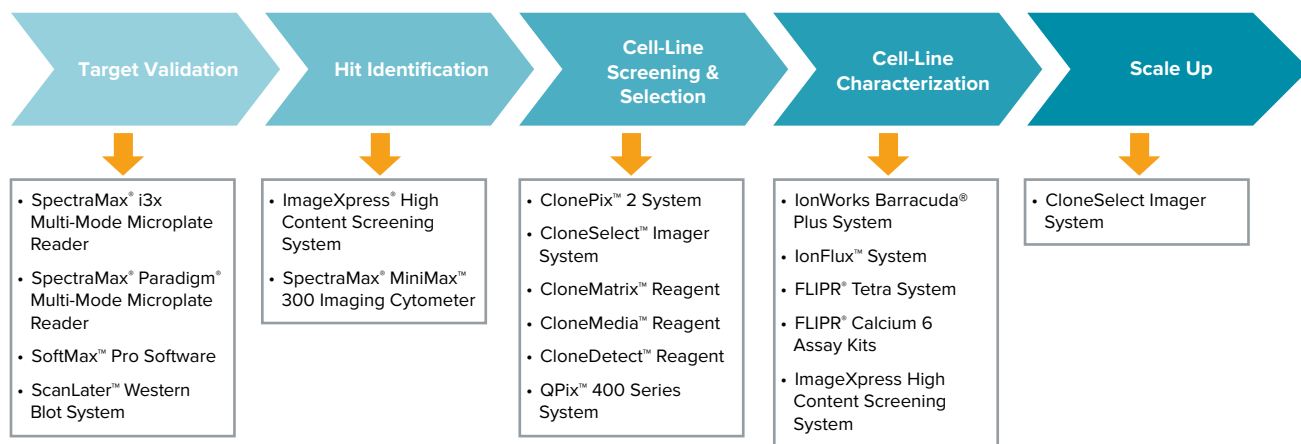 Target Validation
Hit Identification
Cell-Line
Screening &
Selection
Cell-Line
Characterization
Scale Up
• SpectraMax® i3x
Multi-Mode Microplate
Reader
• SpectraMax® Paradigm®
Multi-Mode Microplate
Reader
• SoftMax™ Pro Software
• ScanLater™ Western
Blot System
• ImageXpress® High
Content Screening
System
• SpectraMax® MiniMax™
300 Imaging Cytometer
• ClonePix™ 2 System
• CloneSelect™ Imager
System
• CloneMatrix™ Reagent
• CloneMedia™ Reagent
• CloneDetect™ Reagent
• QPix™ 400 Series
System
• IonWorks Barracuda®
Plus System
• IonFlux™ System
• FLIPR® Tetra System
• FLIPR® Calcium 6
Assay Kits
• ImageXpress High
Content Screening
System
• CloneSelect Imager
System